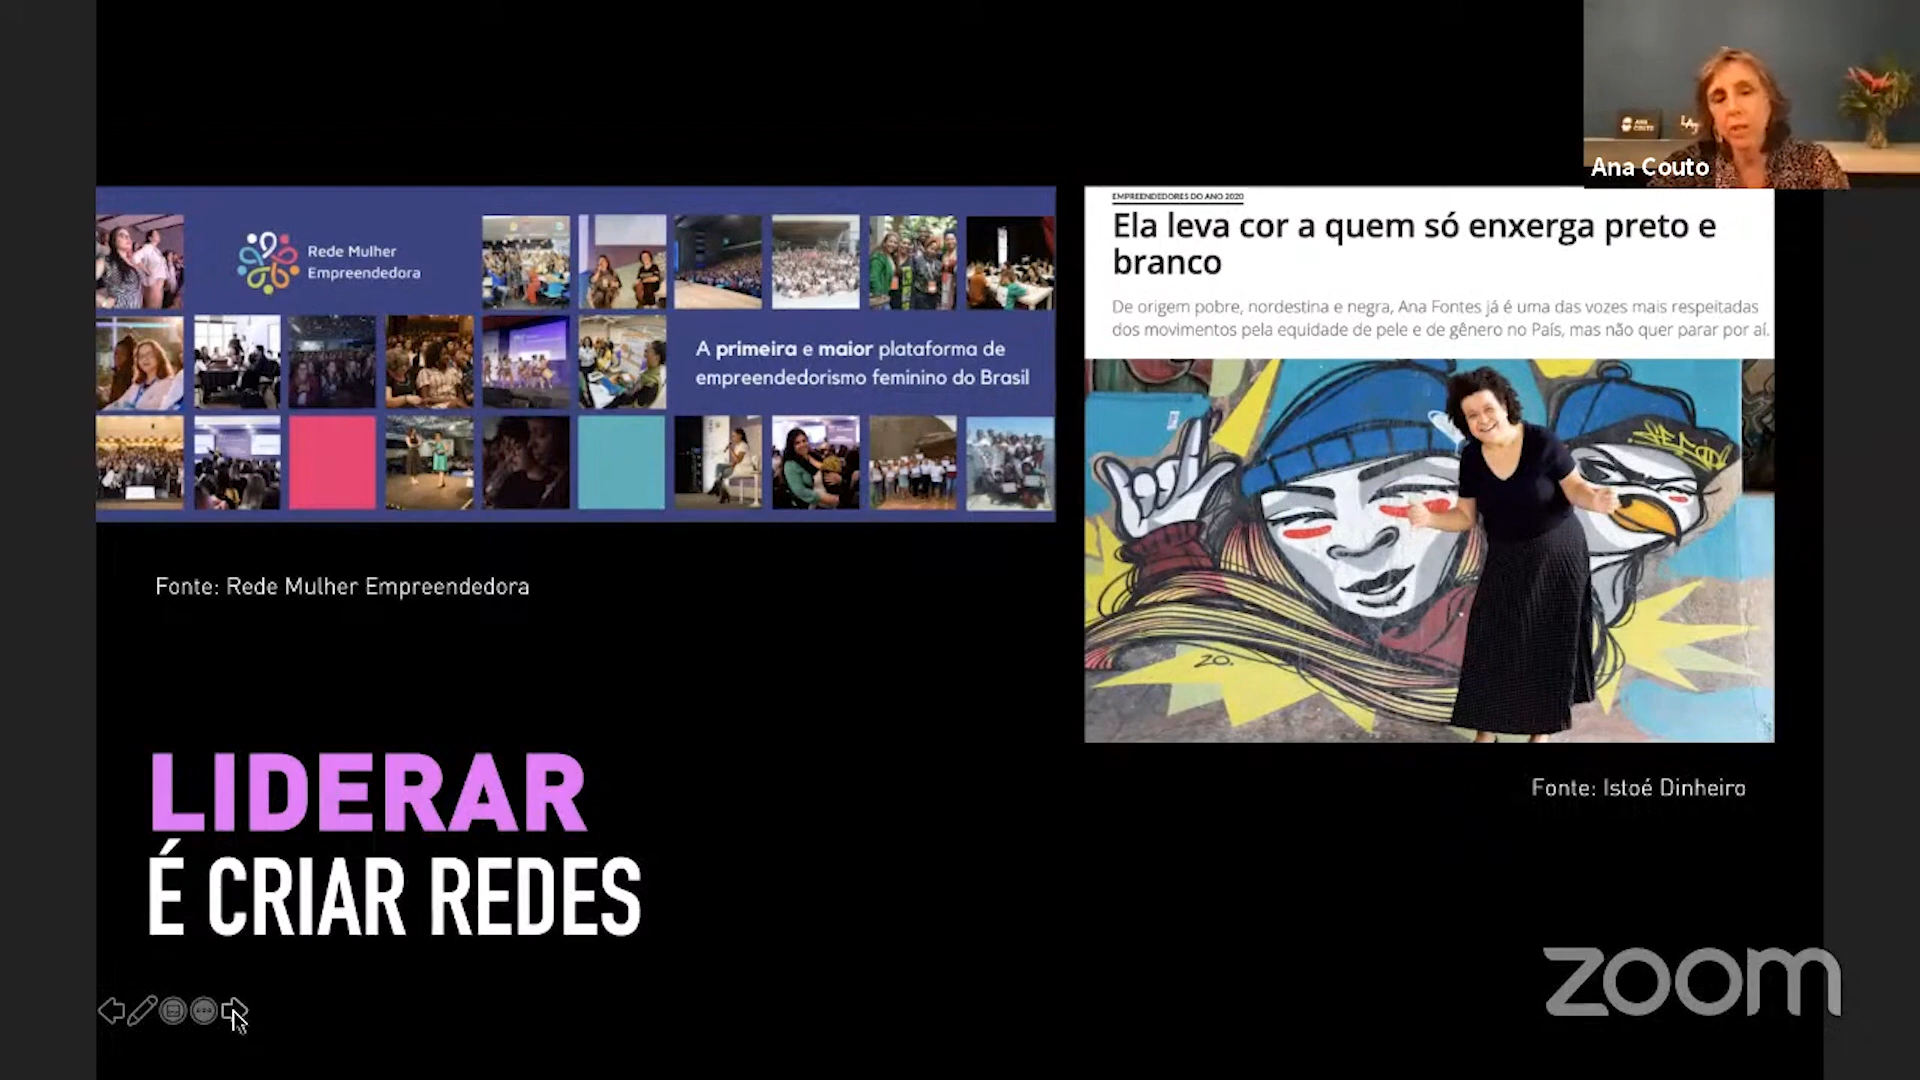 Ana Couto
ANA
COUTO
Rede Mulher
Empreendedora
A primeira e maior plataforma de
empreendedorismo feminino do Brasil
Fonte: Rede Mulher Empreendedora
EMPREENDEDORES DO ANO 2020
Ela leva cor a quem só enxerga preto e
branco
De origem pobre, nordestina e negra, Ana Fontes já é uma das vozes mais respeitadas
dos movimentos pela equidade de pele e de gênero no País, mas não quer parar por aí.
ZO.
Fonte: Istoé Dinheiro
LIDERAR
É CRIAR REDES
zoom